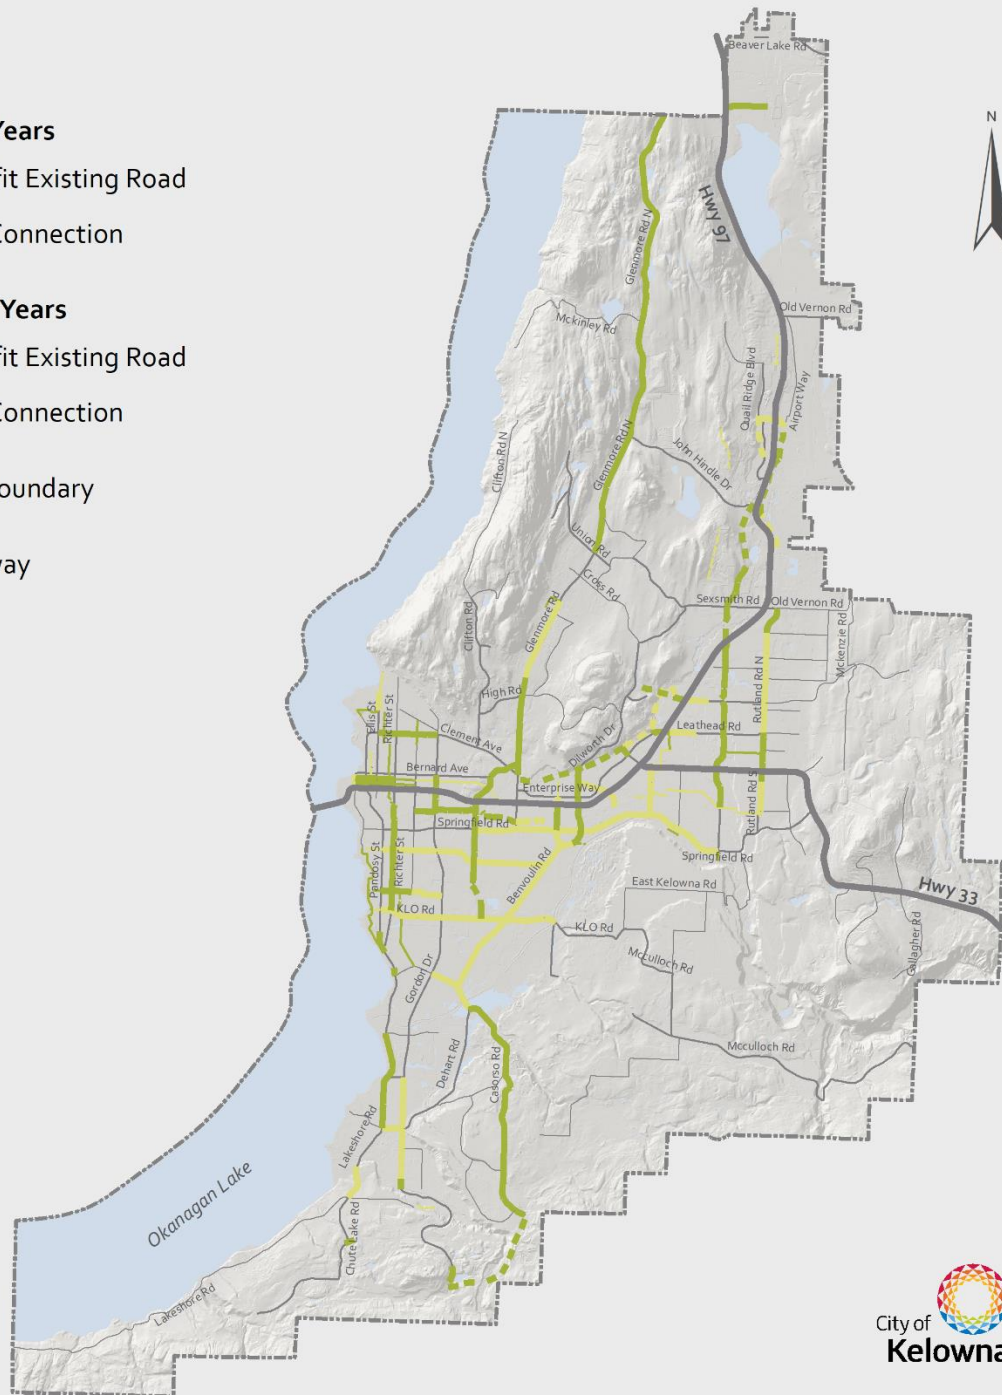 Years
fit Existing Road
Connection
Years
fit Existing Road
Connection
oundary
way
N
Beaver Lake Rd
Hwy 97
Glenmore Rd N
Old Vernon Rd
Mckinley Rd
Quail Ridge Blvd
Airport Way
Clifton Rd N
Glenmore Rd N
John Hindle Dr
Union Rd
Cross Rd
Sexsmith Rd
Old Vernon Rd
Clifton Rd
Glenmore Rd
Mckenzie Rd
Rutland Rd N
High Rd
Ellis St
Richter St
Clement Ave
Dilworth Dr
Leathead Rd
Bernard Ave
Enterprise Way
Springfield Rd
Rutland Rd S
Pandosy St
Richter St
Benvoulin Rd
Springfield Rd
East Kelowna Rd
Hwy 33
KLO Rd
KLO Rd
Gallagher Rd
McCulloch Rd
Gordon Dr
Dehart Rd
Casorso Rd
Mcculloch Rd
Lakeshore Rd
Okanagan Lake
Chute Lake Rd
Lakeshore Rd
City of
Kelowna